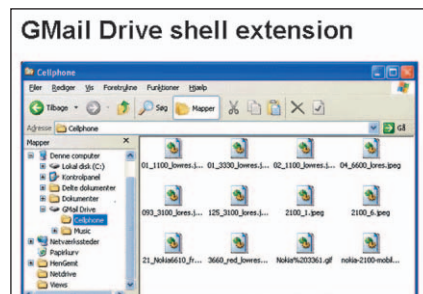 GMail Drive shell extension
Cellphone
Filer Rediger Vis Foretrukne Funktioner Hjælp
Tilbage Søg Mapper
Adresse Cellphone Gå
Mapper
Denne computer
Lokal disk (C:)
Kontrolpanel
Delte dokumenter
Dokumenter
GMail Drive
Cellphone
Music
Netværkssteder
Papirkurv
HenGemt
Netdrive
Views
01_1100_lowres.j... 01_3300_lowres.j... 02_1100_lowres.j... 04_6600_lores.jpeg
093_3100_lores.j... 125_3100_lores.j... 2100_1.jpeg 2100_6.jpeg
21_Nokia6610_fr... 3660_red_lowres... Nokia%203361.gif nokia-2100-mobil...